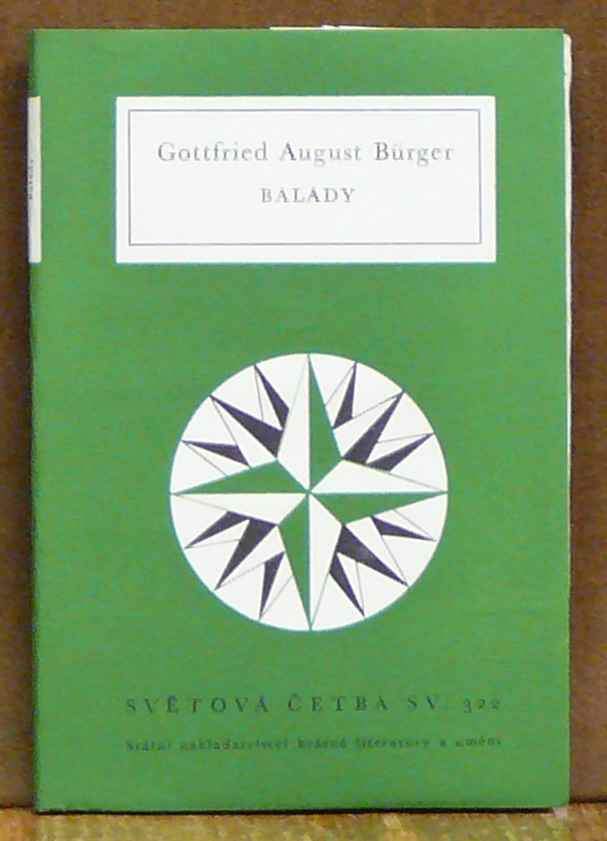 Gottfried August Bürger
BALADY
SVĚTOVÁ ČETBA SV. 322
Státní nakladatelství krásné literatury a umění